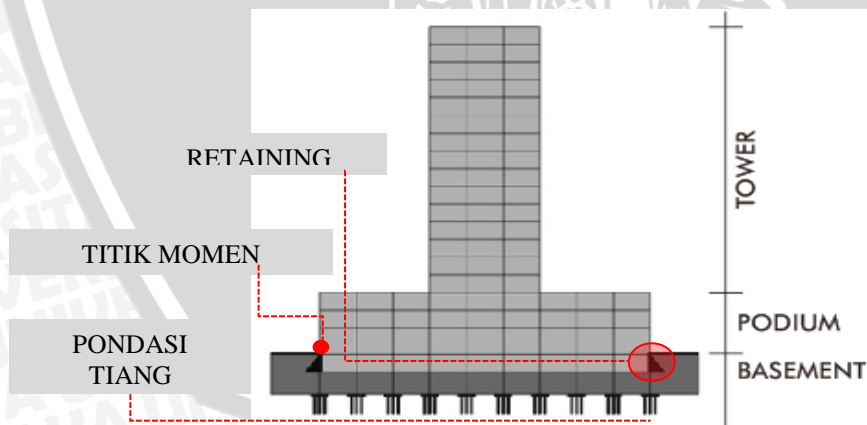 RETAINING
TITIK MOMEN
PONDASI
TIANG
TOWER
PODIUM
BASEMENT